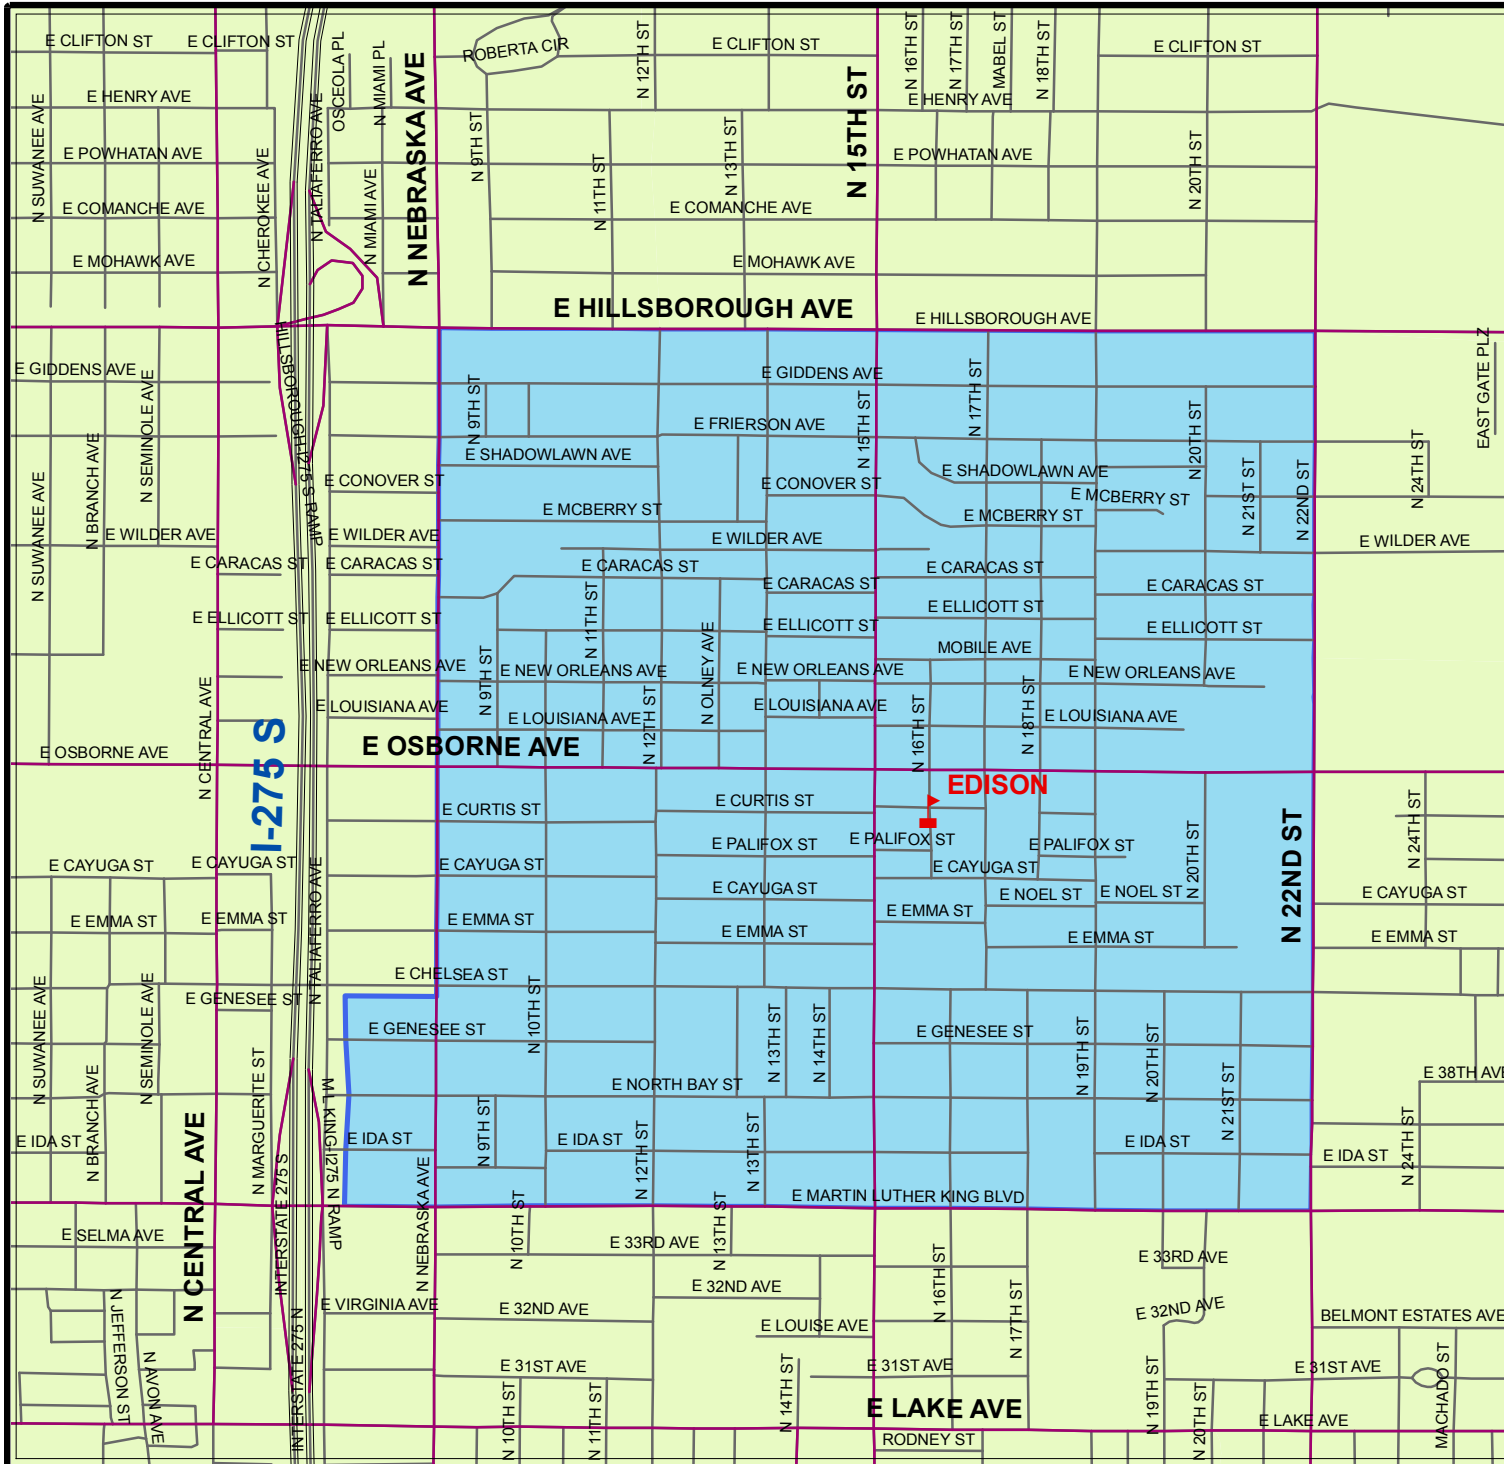 E CLIFTON ST
E CLIFTON ST
OSCEOLA PL
N MIAMI PL
N NEBRASKA AVE
ROBERTA CIR
N 12TH ST
E CLIFTON ST
N 15TH ST
N 16TH ST
N 17TH ST
MABEL ST
N 18TH ST
E CLIFTON ST
E HENRY AVE
N SUWANEE AVE
N TALIAFERRO AVE
E HENRY AVE
E POWHATAN AVE
N CHEROKEE AVE
N MIAMI AVE
N 9TH ST
N 11TH ST
N 13TH ST
E POWHATAN AVE
N 20TH ST
E COMANCHE AVE
E COMANCHE AVE
E MOHAWK AVE
E MOHAWK AVE
E HILLSBOROUGH AVE
E HILLSBOROUGH AVE
HILLSBOROUGH-I275 S RAMP
EAST GATE PLZ
E GIDDENS AVE
N SEMINOLE AVE
N 9TH ST
E GIDDENS AVE
N 15TH ST
N 17TH ST
N 20TH ST
E FRIERSON AVE
N BRANCH AVE
N SUWANEE AVE
E SHADOWLAWN AVE
E SHADOWLAWN AVE
N 21ST ST
N 22ND ST
N 24TH ST
E CONOVER ST
E CONOVER ST
E MCBERRY ST
E MCBERRY ST
E MCBERRY ST
E WILDER AVE
E WILDER AVE
E WILDER AVE
E WILDER AVE
E CARACAS ST
E CARACAS ST
E CARACAS ST
E CARACAS ST
E CARACAS ST
E CARACAS ST
N 11TH ST
E ELLICOTT ST
E ELLICOTT ST
E ELLICOTT ST
E ELLICOTT ST
E ELLICOTT ST
N OLNEY AVE
MOBILE AVE
E NEW ORLEANS AVE
N 9TH ST
E NEW ORLEANS AVE
E NEW ORLEANS AVE
E NEW ORLEANS AVE
N CENTRAL AVE
E LOUISIANA AVE
E LOUISIANA AVE
N 12TH ST
E LOUISIANA AVE
N 16TH ST
N 18TH ST
E LOUISIANA AVE
E OSBORNE AVE
E OSBORNE AVE
I-275 S
EDISON
E CURTIS ST
E CURTIS ST
E PALIFOX ST
E PALIFOX ST
E PALIFOX ST
N 20TH ST
N 22ND ST
N 24TH ST
E CAYUGA ST
E CAYUGA ST
N TALIAFERRO AVE
E CAYUGA ST
E CAYUGA ST
E CAYUGA ST
E CAYUGA ST
E NOEL ST
E NOEL ST
E EMMA ST
E EMMA ST
E EMMA ST
E EMMA ST
E EMMA ST
E EMMA ST
E EMMA ST
E CHELSEA ST
N SUWANEE AVE
N SEMINOLE AVE
E GENESEE ST
E GENESEE ST
N 10TH ST
N 13TH ST
N 14TH ST
E GENESEE ST
N 19TH ST
N 20TH ST
N BRANCH AVE
N MARGUERITE ST
M L KING-I275 N RAMP
E NORTH BAY ST
N 21ST ST
E 38TH AVE
N CENTRAL AVE
E IDA ST
E IDA ST
N 9TH ST
E IDA ST
N 12TH ST
N 13TH ST
E IDA ST
E IDA ST
N 24TH ST
INTERSTATE 275 S
N NEBRASKA AVE
E MARTIN LUTHER KING BLVD
E SELMA AVE
N 10TH ST
E 33RD AVE
N 13TH ST
N 16TH ST
E 33RD AVE
N JEFFERSON ST
E VIRGINIA AVE
E 32ND AVE
E 32ND AVE
E 32ND AVE
BELMONT ESTATES AVE
INTERSTATE 275 N
E LOUISE AVE
N 17TH ST
N AVON AVE
E 31ST AVE
E 31ST AVE
E 31ST AVE
N 10TH ST
N 11TH ST
N 14TH ST
E LAKE AVE
N 19TH ST
N 20TH ST
E LAKE AVE
MACHADO ST
RODNEY ST